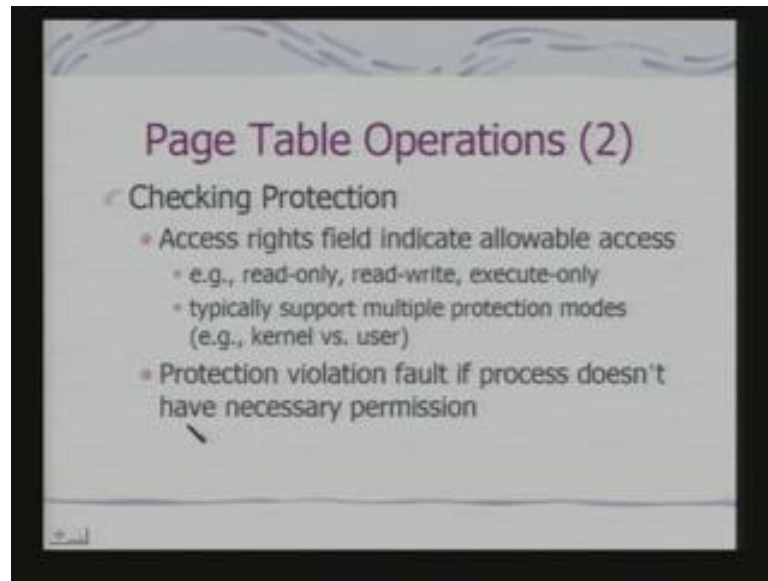 Page Table Operations (2)
Checking Protection
Access rights field indicate allowable access
e.g., read-only, read-write, execute-only
typically support multiple protection modes
(e.g., kernel vs. user)
Protection violation fault if process doesn't
have necessary permission